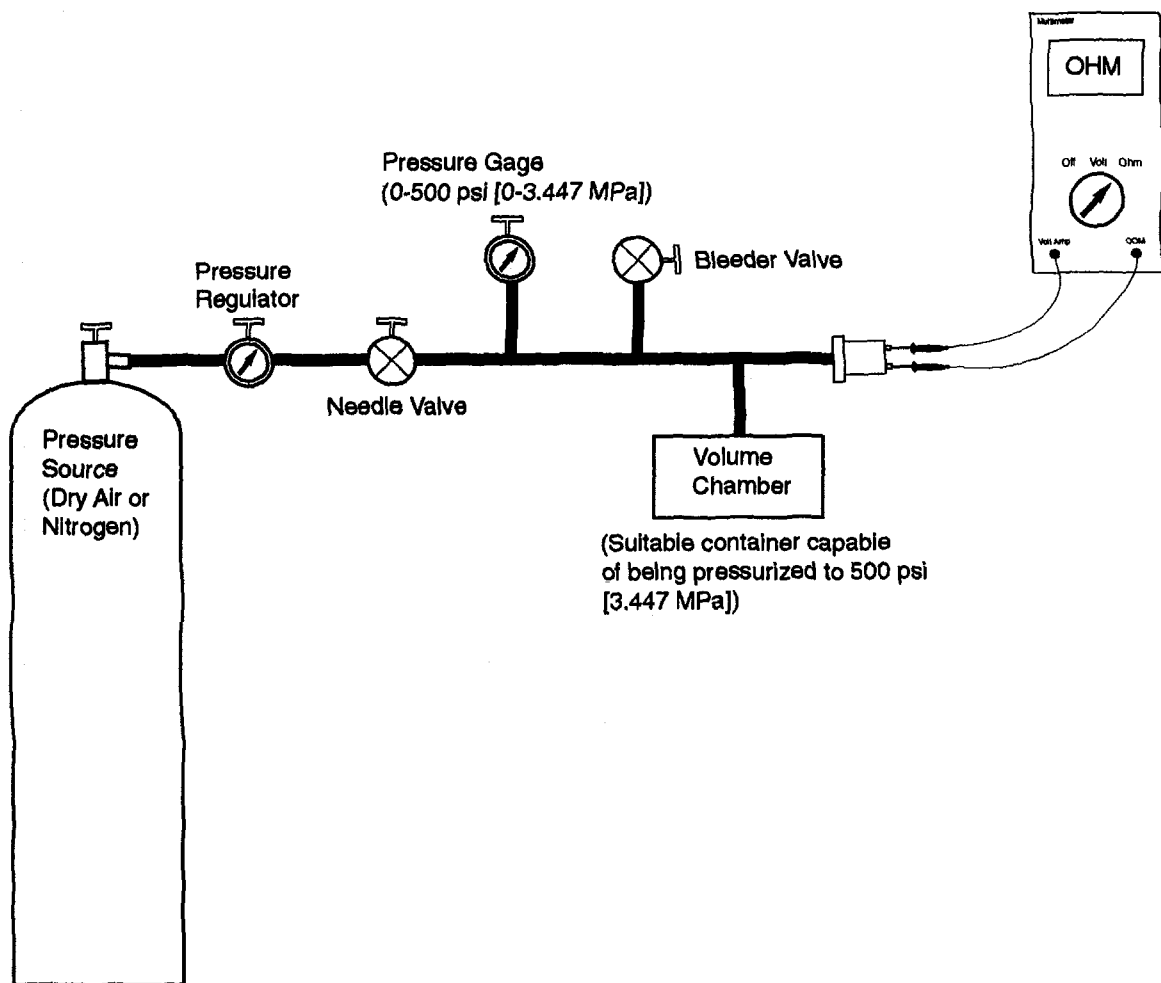 Multimeter
OHM
Off Volt Ohm
Volt Amp
COM
Pressure Gage
(0-500 psi [0-3.447 MPa])
Bleeder Valve
Pressure
Regulator
Needle Valve
Pressure
Source
(Dry Air or
Nitrogen)
Volume
Chamber
(Suitable container capable
of being pressurized to 500 psi
[3.447 MPa])